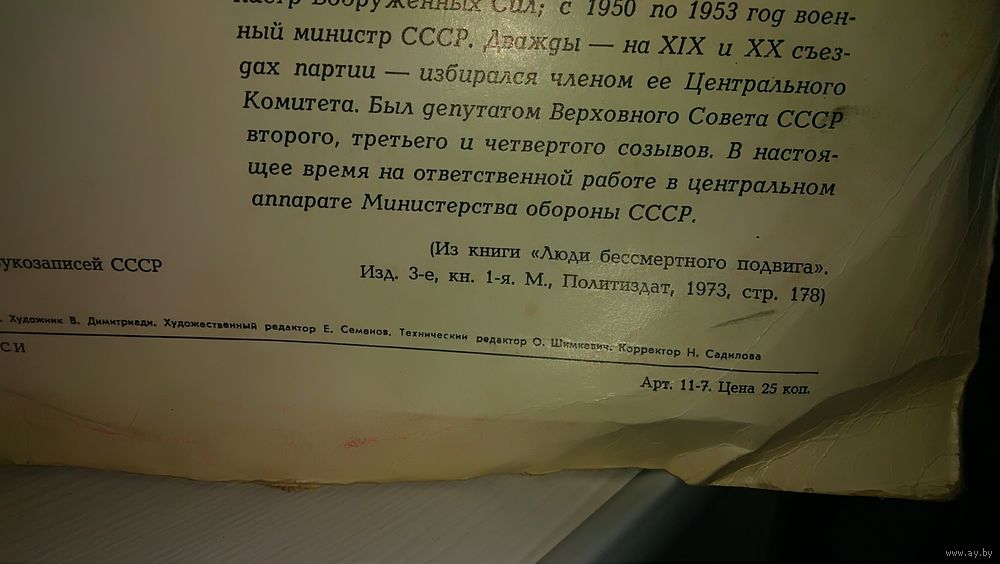 Вооруженных Сил; с 1950 по 1953 год воен-
ный министр СССР. Дважды — на XIX и XX съез-
дах партии — избирался членом ее Центрального
Комитета. Был депутатом Верховного Совета СССР
второго, третьего и четвертого созывов. В настоя-
щее время на ответственной работе в центральном
аппарате Министерства обороны СССР.
(Из книги «Люди бессмертного подвига».
Изд. 3-е, кн. 1-я. М., Политиздат, 1973, стр. 178)
укозаписей СССР
. Художник В. Димитриади. Художественный редактор Е. Семенов. Технический редактор О. Шимкевич. Корректор Н. Садилова
СИ
Арт. 11-7. Цена 25 коп.
www.ay.by